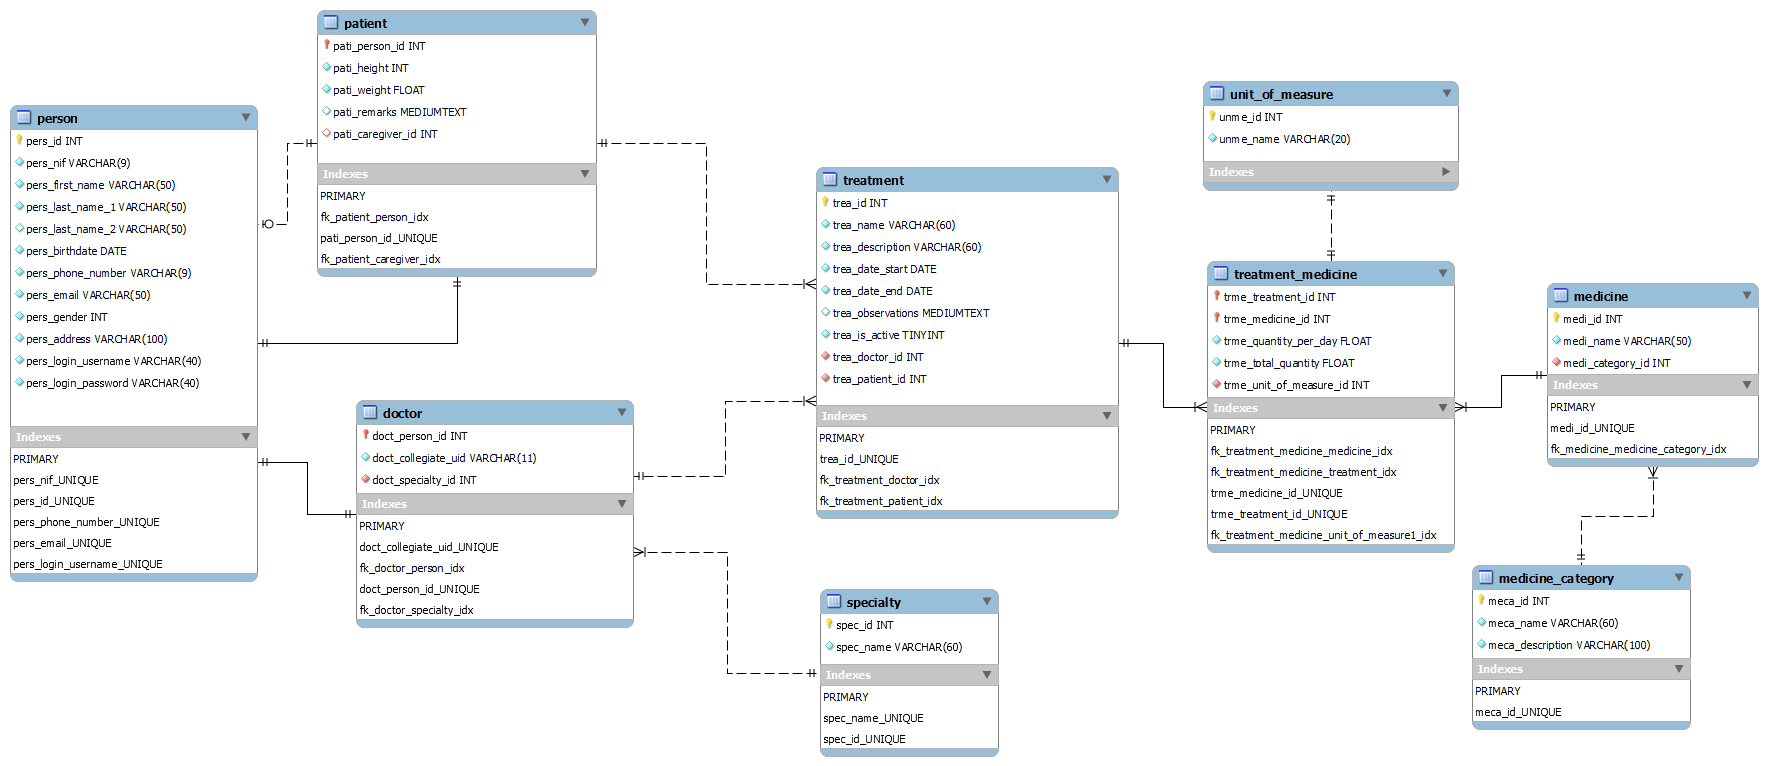 patient
pati_person_id INT
pati_height INT
pati_weight FLOAT
pati_remarks MEDIUMTEXT
pati_caregiver_id INT
Indexes
PRIMARY
fk_patient_person_idx
pati_person_id_UNIQUE
fk_patient_caregiver_idx
person
pers_id INT
pers_nif VARCHAR(9)
pers_first_name VARCHAR(50)
pers_last_name_1 VARCHAR(50)
pers_last_name_2 VARCHAR(50)
pers_birthdate DATE
pers_phone_number VARCHAR(9)
pers_email VARCHAR(50)
pers_gender INT
pers_address VARCHAR(100)
pers_login_username VARCHAR(40)
pers_login_password VARCHAR(40)
Indexes
PRIMARY
pers_nif_UNIQUE
pers_id_UNIQUE
pers_phone_number_UNIQUE
pers_email_UNIQUE
pers_login_username_UNIQUE
doctor
doct_person_id INT
doct_collegiate_uid VARCHAR(11)
doct_specialty_id INT
Indexes
PRIMARY
doct_collegiate_uid_UNIQUE
fk_doctor_person_idx
doct_person_id_UNIQUE
fk_doctor_specialty_idx
treatment
trea_id INT
trea_name VARCHAR(60)
trea_description VARCHAR(60)
trea_date_start DATE
trea_date_end DATE
trea_observations MEDIUMTEXT
trea_is_active TINYINT
trea_doctor_id INT
trea_patient_id INT
Indexes
PRIMARY
trea_id_UNIQUE
fk_treatment_doctor_idx
fk_treatment_patient_idx
specialty
spec_id INT
spec_name VARCHAR(60)
Indexes
PRIMARY
spec_name_UNIQUE
spec_id_UNIQUE
unit_of_measure
unme_id INT
unme_name VARCHAR(20)
Indexes
treatment_medicine
trme_treatment_id INT
trme_medicine_id INT
trme_quantity_per_day FLOAT
trme_total_quantity FLOAT
trme_unit_of_measure_id INT
Indexes
PRIMARY
fk_treatment_medicine_medicine_idx
fk_treatment_medicine_treatment_idx
trme_medicine_id_UNIQUE
trme_treatment_id_UNIQUE
fk_treatment_medicine_unit_of_measure1_idx
medicine
medi_id INT
medi_name VARCHAR(50)
medi_category_id INT
Indexes
PRIMARY
medi_id_UNIQUE
fk_medicine_medicine_category_idx
medicine_category
meca_id INT
meca_name VARCHAR(60)
meca_description VARCHAR(100)
Indexes
PRIMARY
meca_id_UNIQUE